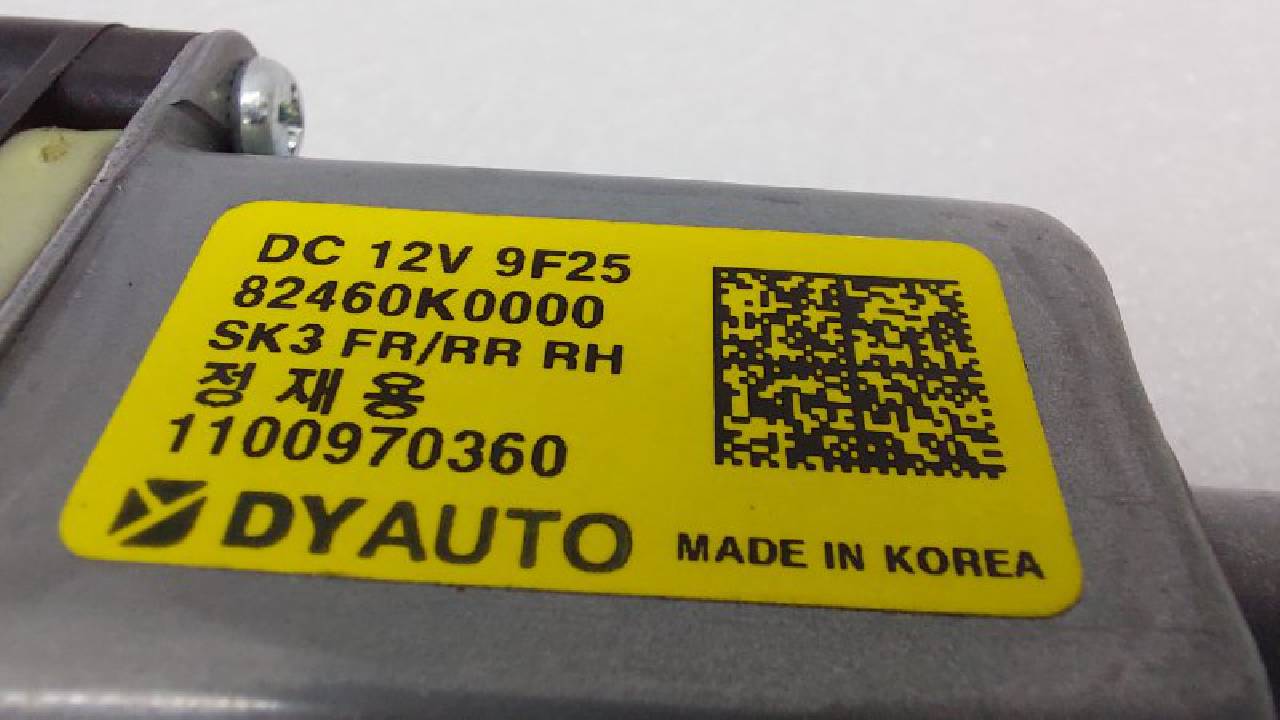 DC 12V 9F25
82460K0000
SK3 FR/RR RH
정재용
1100970360
DYAUTO
MADE IN KOREA